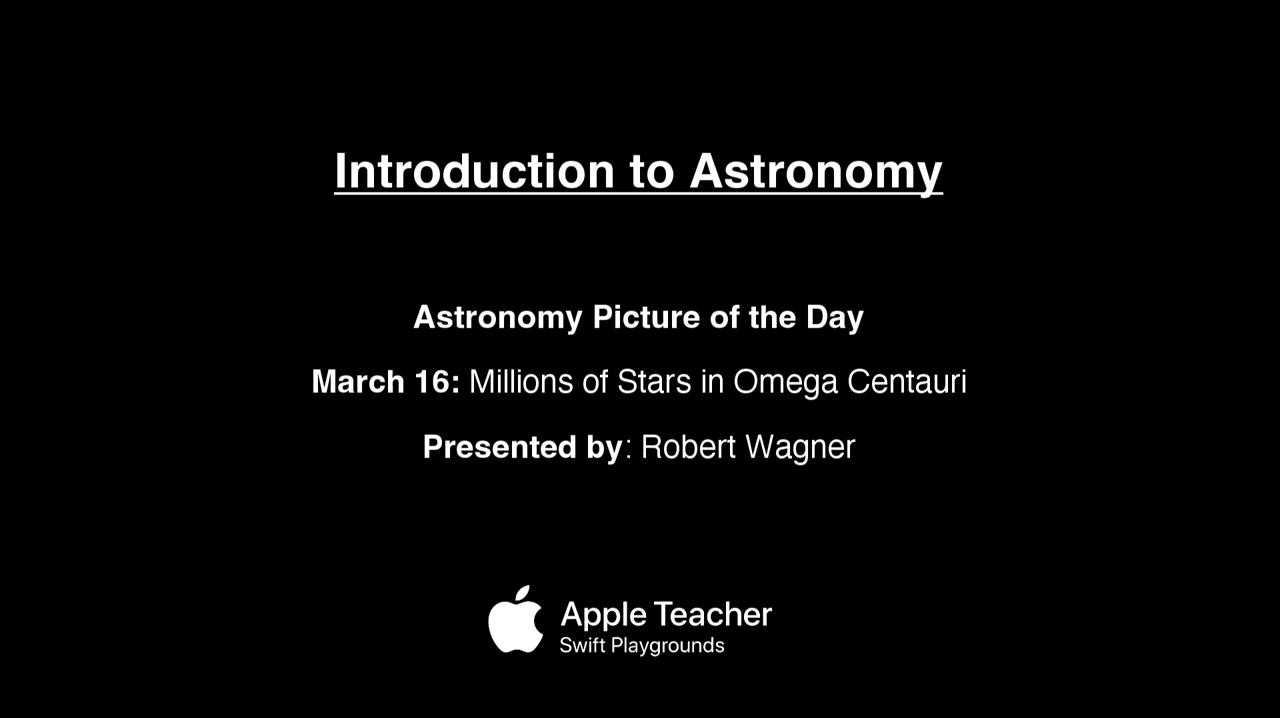 Introduction to Astronomy
Astronomy Picture of the Day
March 16: Millions of Stars in Omega Centauri
Presented by: Robert Wagner
Apple Teacher
Swift Playgrounds